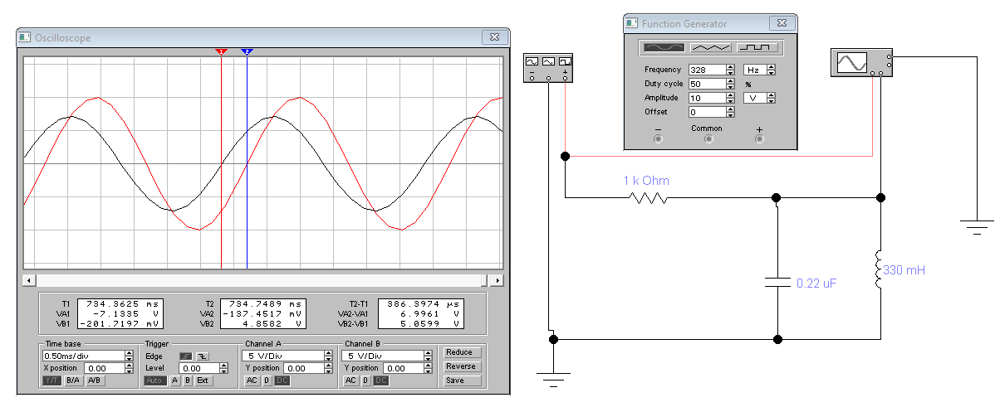 Oscilloscope
1 2
T1 734.3625 ms T2 734.7489 ms T2-T1 386.3974 µs
VA1 -7.1335 V VA2 -137.4517 mV VA2-VA1 6.9961 V
VB1 -201.7197 mV VB2 4.8582 V VB2-VB1 5.0599 V
Time base Trigger Channel A Channel B
0.50ms/div Edge 5 V/Div 5 V/Div Reduce
X position 0.00 Level 0.00 Y position 0.00 Y position 0.00 Reverse
Y/T B/A A/B Auto A B Ext AC 0 DC AC 0 DC Save
Function Generator
Frequency 328 Hz
Duty cycle 50 %
Amplitude 10 V
Offset 0
− Common +
− +
1 k Ohm
0.22 uF
330 mH